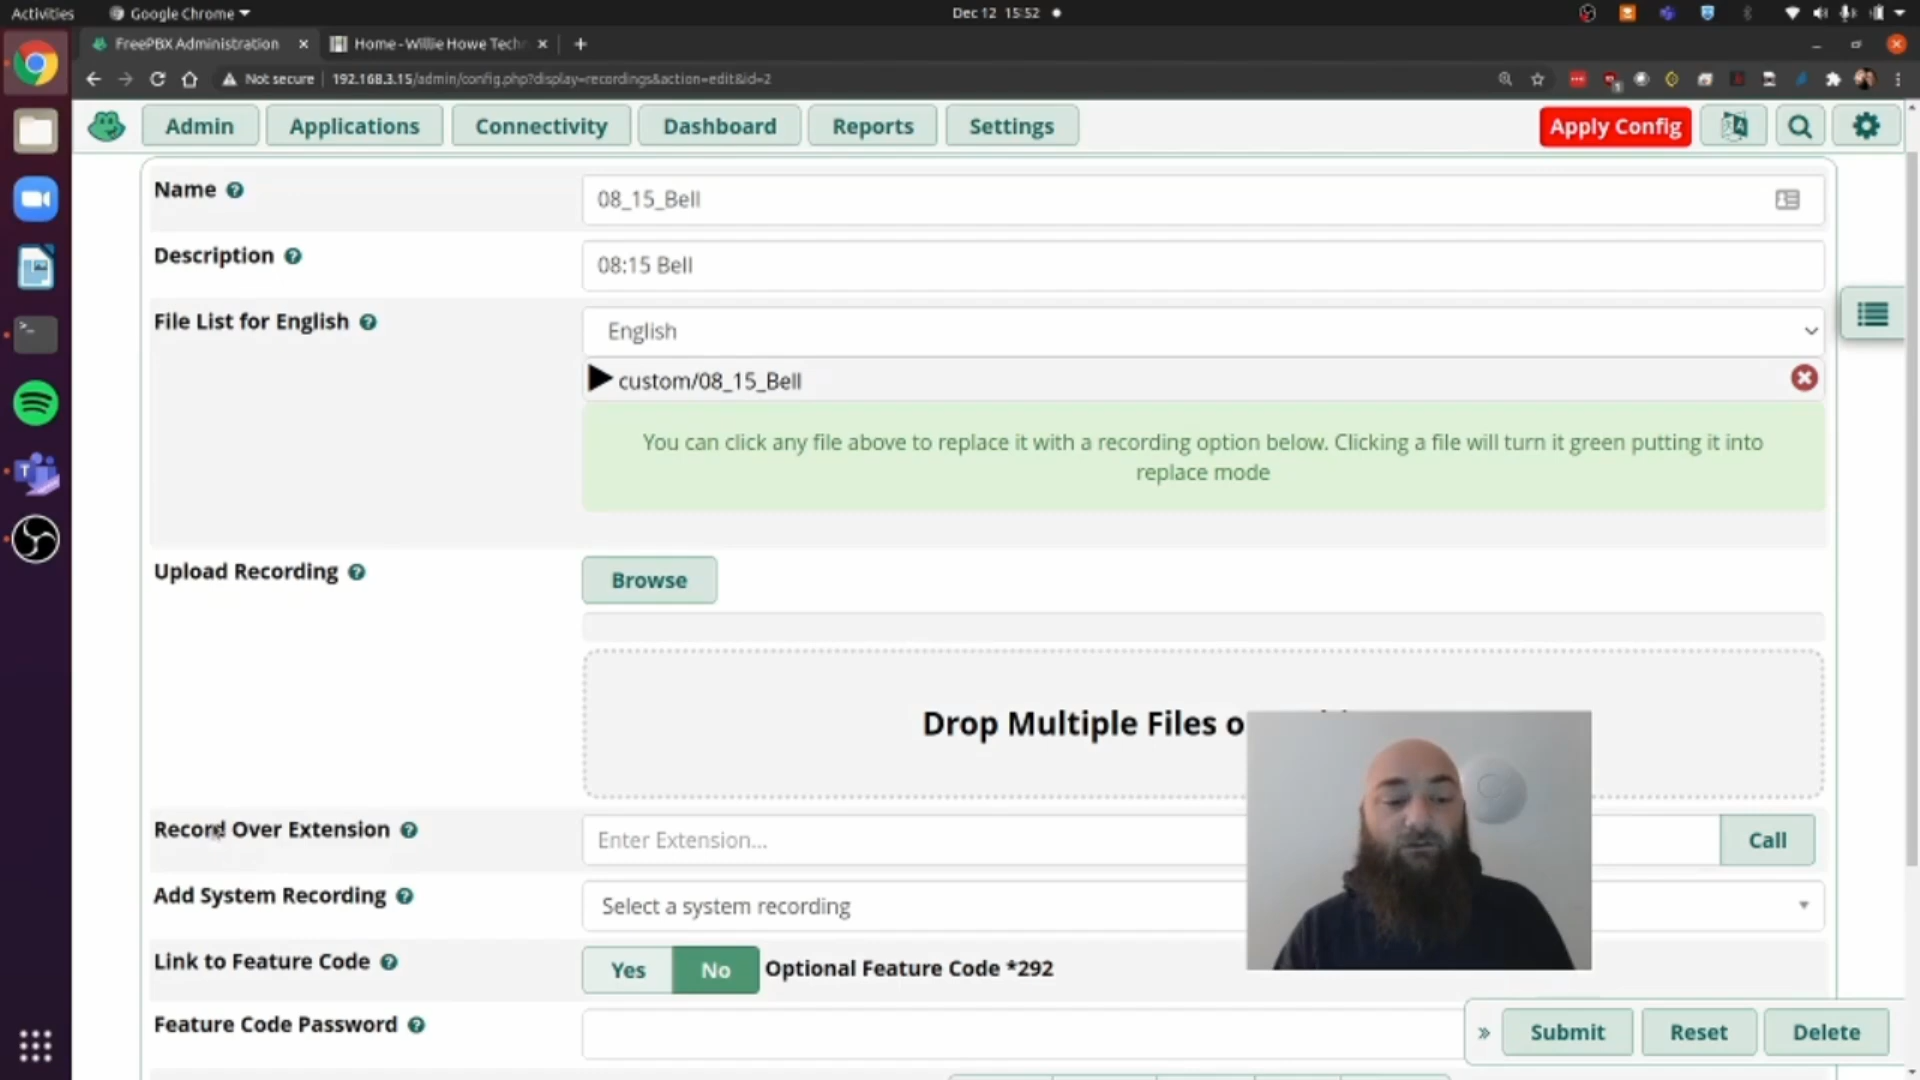 Activities
Google Chrome
Dec 12 15:52
FreePBX Administration
Home - Willie Howe Tech
Not secure
192.168.3.15/admin/config.php?display=recordings&action=edit&id=2
Admin
Applications
Connectivity
Dashboard
Reports
Settings
Apply Config
Name
08_15_Bell
Description
08:15 Bell
File List for English
English
custom/08_15_Bell
You can click any file above to replace it with a recording option below. Clicking a file will turn it green putting it into
replace mode
Upload Recording
Browse
Drop Multiple Files
Record Over Extension
Enter Extension...
Call
Add System Recording
Select a system recording
Link to Feature Code
Yes
No
Optional Feature Code *292
Feature Code Password
»
Submit
Reset
Delete